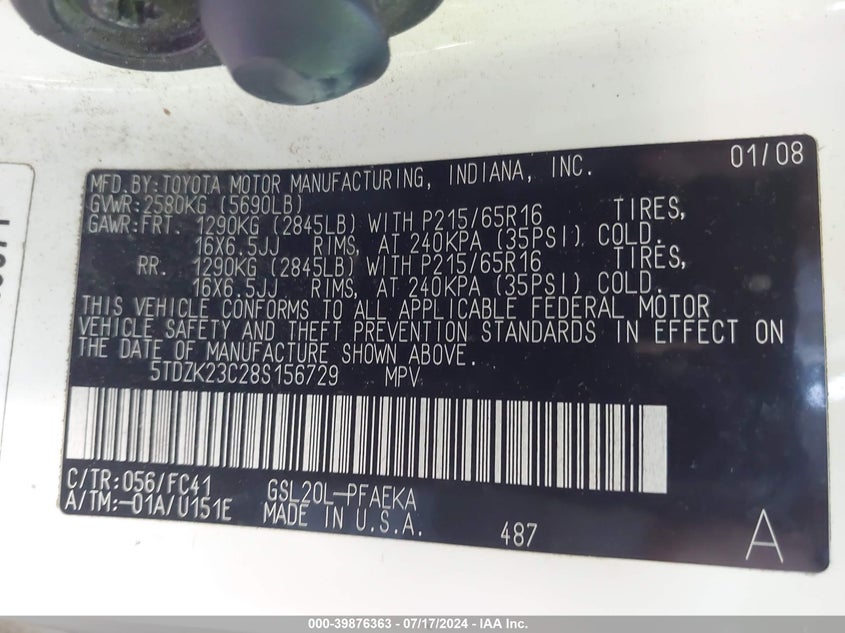 01/08
MFD.BY:TOYOTA MOTOR MANUFACTURING, INDIANA, INC.
GVWR:2580KG (5690LB)
GAWR:FRT. 1290KG (2845LB) WITH P215/65R16 TIRES,
16X6.5JJ RIMS, AT 240KPA (35PSI) COLD.
RR. 1290KG (2845LB) WITH P215/65R16 TIRES,
16X6.5JJ RIMS, AT 240KPA (35PSI) COLD.
THIS VEHICLE CONFORMS TO ALL APPLICABLE FEDERAL MOTOR
VEHICLE SAFETY AND THEFT PREVENTION STANDARDS IN EFFECT ON
THE DATE OF MANUFACTURE SHOWN ABOVE.
5TDZK23C28S156729 MPV
C/TR:056/FC41 GSL20L-PFAEKA
A/TM:-01A/U151E MADE IN U.S.A. 487 A
000-39876363 - 07/17/2024 - IAA Inc.